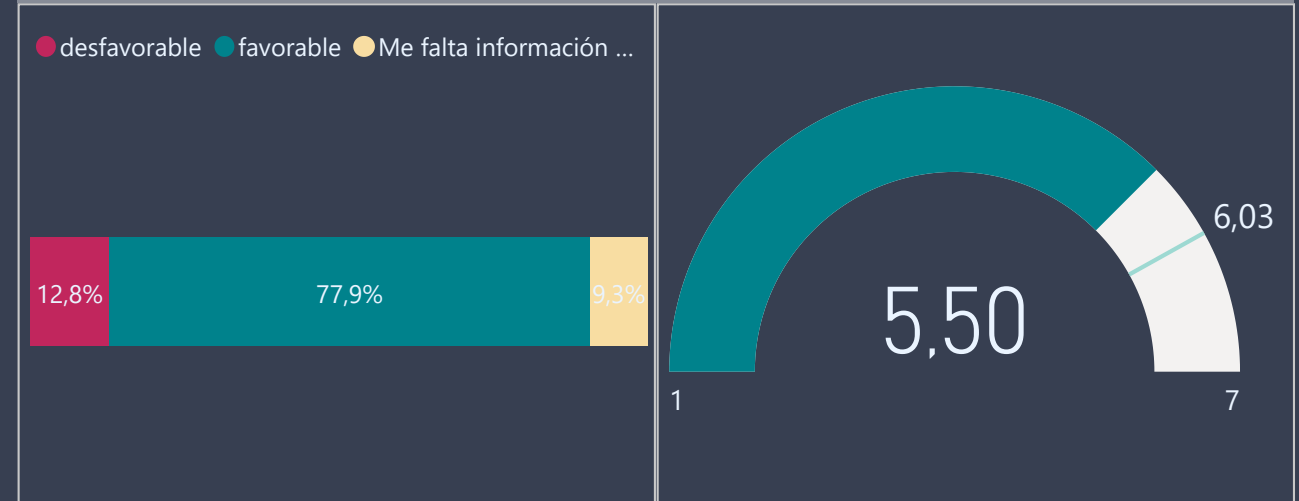 desfavorable favorable Me falta información ...
12,8% 77,9% 9,3%
6,03
5,50
1 7